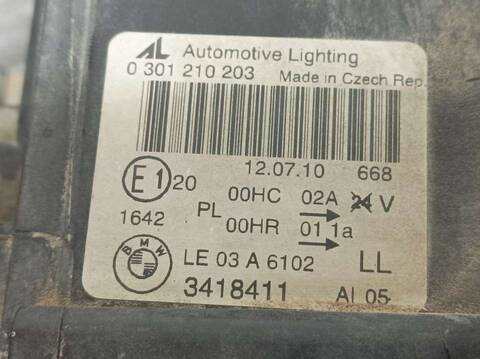 AL Automotive Lighting
0 301 210 203 Made in Czech Rep.
12.07.10 668
E1 20 00HC 02A 24 V
PL
1642 00HR 01 1a
BMW LE 03 A 6102 LL
3418411 Al 05